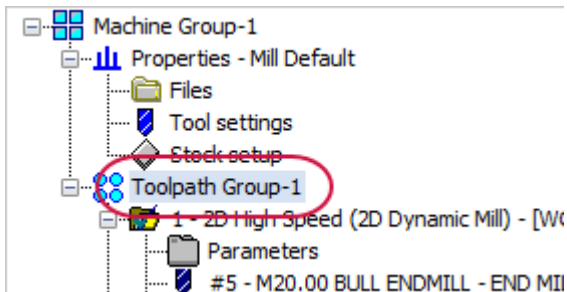 Machine Group-1
Properties - Mill Default
Files
Tool settings
Stock setup
Toolpath Group-1
1 - 2D High Speed (2D Dynamic Mill) - [WC
Parameters
#5 - M20.00 BULL ENDMILL - END MIL